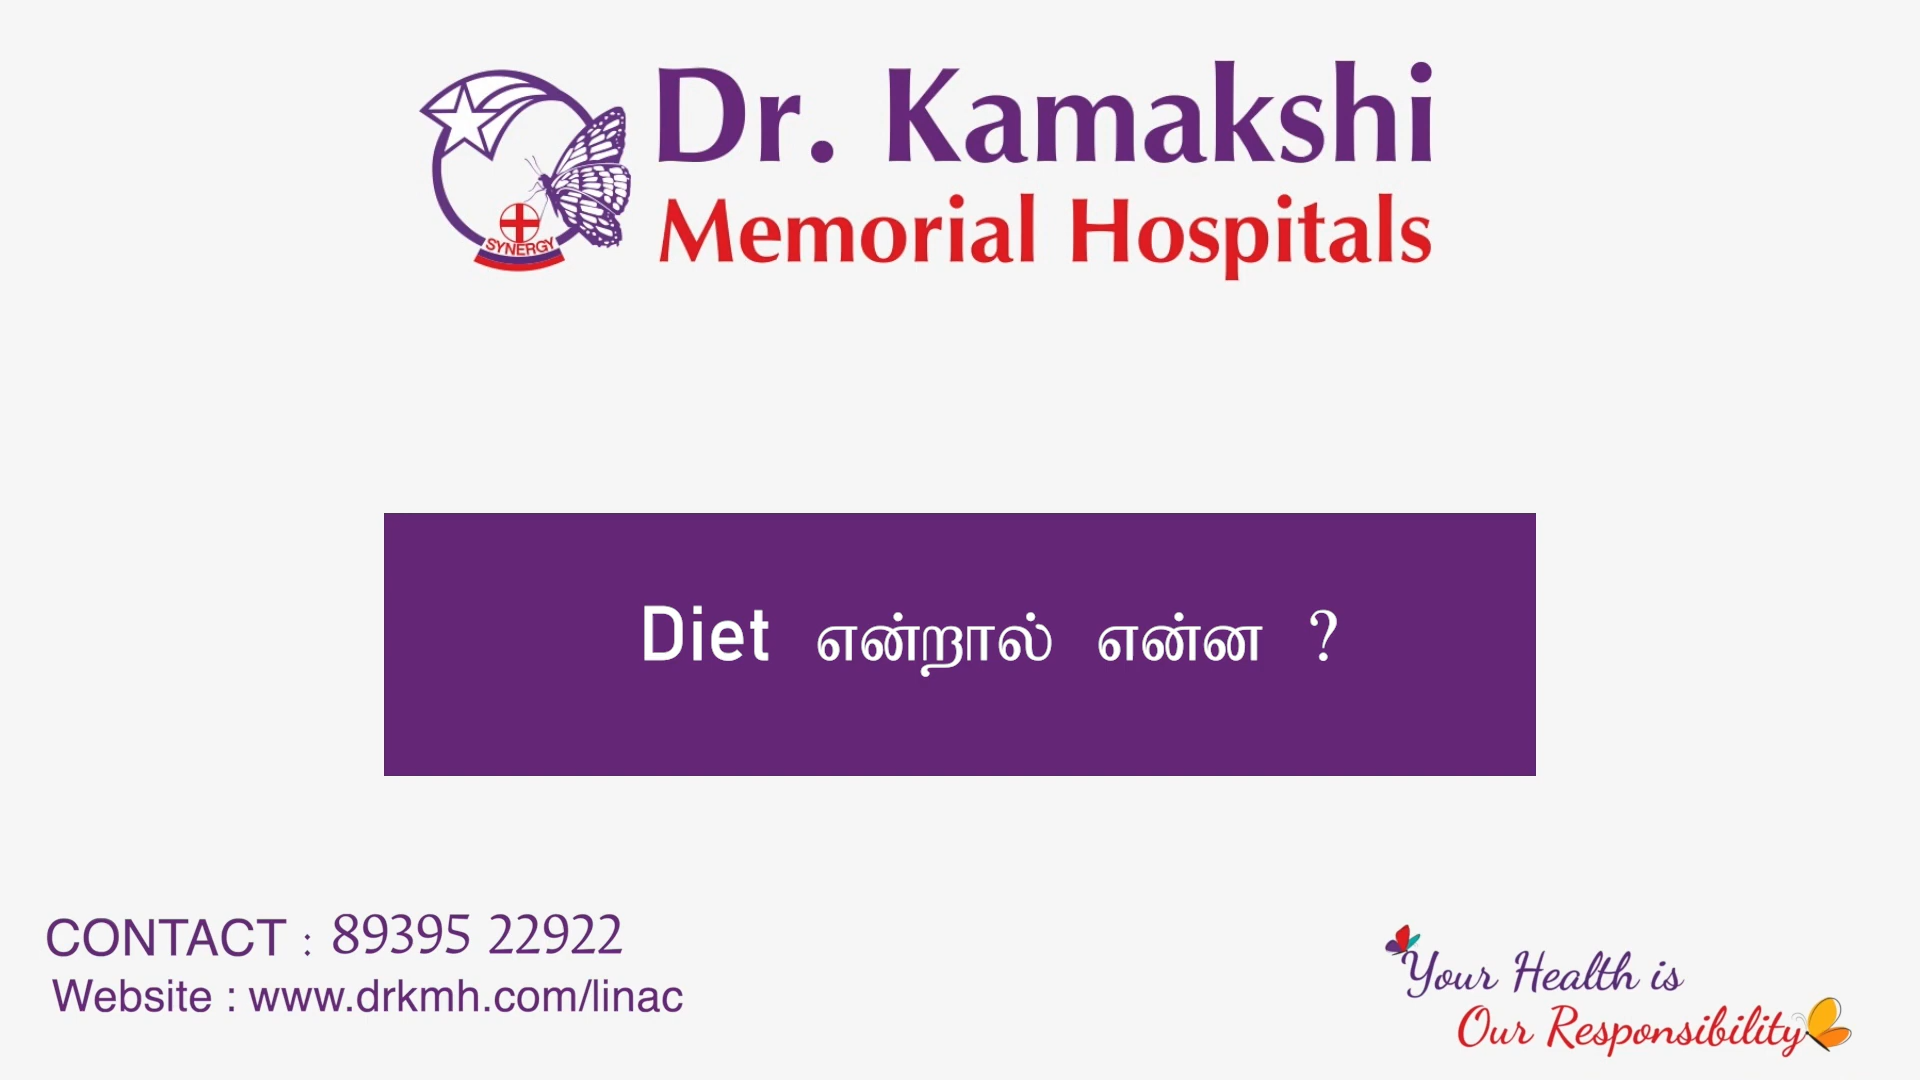 Dr. Kamakshi
Memorial Hospitals
SYNERGY
Diet என்றால் என்ன ?
CONTACT : 89395 22922
Website : www.drkmh.com/linac
Your Health is
Our Responsibility